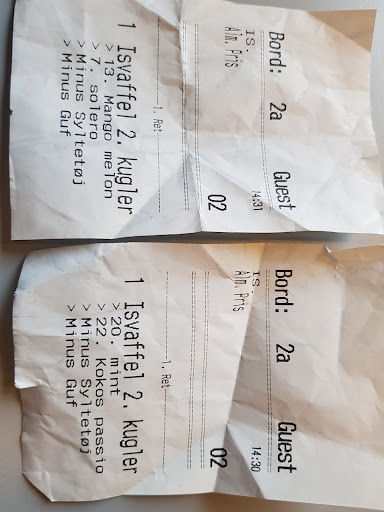 Bord: 2a Guest
14:31
IS.
Alm. Pris
02
1. Ret
1 Isvaffel 2. kugler
>13. Mango melon
>7. solero
>Minus Syltetøj
>Minus Guf
Bord: 2a Guest
14:30
IS.
Alm. Pris
02
1. Ret
1 Isvaffel 2. kugler
>20. mint
>22. Kokos passio
>Minus Syltetøj
>Minus Guf